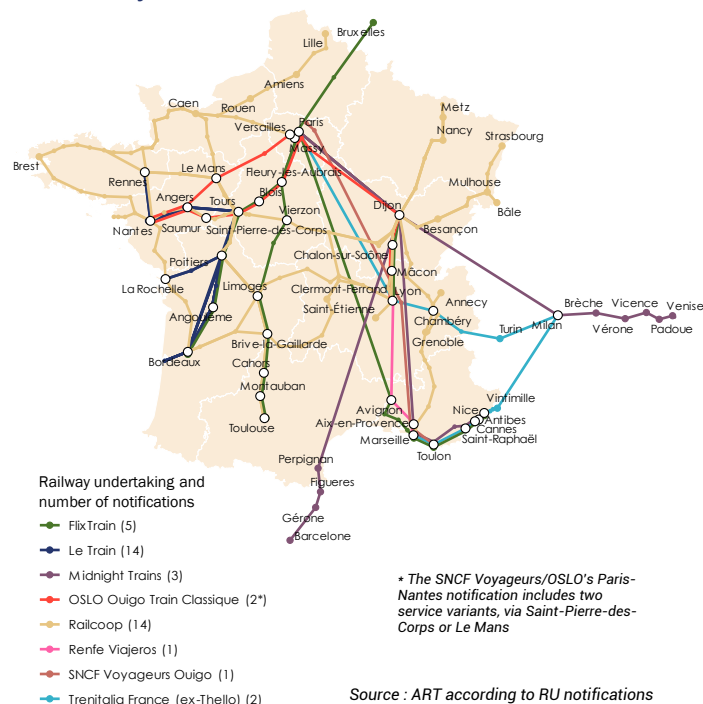 Bruxelles
Lille
Amiens
Rouen
Caen
Metz
Nancy
Strasbourg
Versailles
Paris
Massy
Brest
Rennes
Le Mans
Fleury-les-Aubrais
Mulhouse
Bâle
Angers
Tours
Blois
Vierzon
Dijon
Besançon
Nantes
Saumur
Saint-Pierre-des-Corps
Chalon-sur-Saône
Poitiers
Mâcon
La Rochelle
Limoges
Clermont-Ferrand
Lyon
Annecy
Saint-Étienne
Chambéry
Angoulême
Grenoble
Turin
Milan
Brèche
Vicence
Venise
Vérone
Padoue
Brive-la-Gaillarde
Bordeaux
Cahors
Montauban
Toulouse
Avignon
Aix-en-Provence
Marseille
Nice
Vintimille
Antibes
Cannes
Saint-Raphaël
Toulon
Perpignan
Figueres
Gérone
Barcelone
Railway undertaking and
number of notifications
FlixTrain (5)
Le Train (14)
Midnight Trains (3)
OSLO Ouigo Train Classique (2*)
Railcoop (14)
Renfe Viajeros (1)
SNCF Voyageurs Ouigo (1)
Trenitalia France (ex-Thello) (2)
* The SNCF Voyageurs/OSLO's Paris-
Nantes notification includes two
service variants, via Saint-Pierre-des-
Corps or Le Mans
Source : ART according to RU notifications